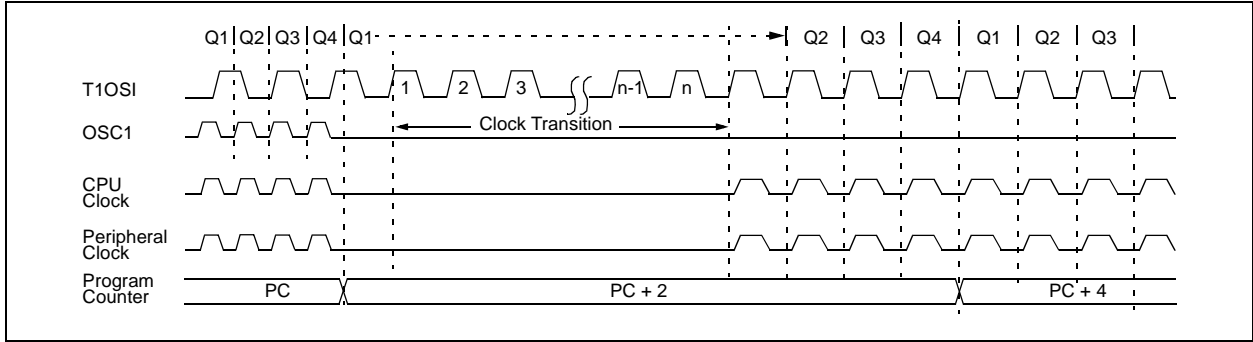 Q1 Q2 Q3 Q4 Q1 Q2 Q3 Q4 Q1 Q2 Q3
T1OSI 1 2 3 n-1 n
Clock Transition
OSC1
CPU
Clock
Peripheral
Clock
Program
Counter
PC PC + 2 PC + 4